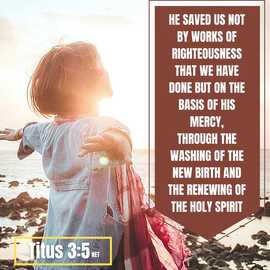 HE SAVED US NOT
BY WORKS OF
RIGHTEOUSNESS
THAT WE HAVE
DONE BUT ON THE
BASIS OF HIS
MERCY,
THROUGH THE
WASHING OF THE
NEW BIRTH AND
THE RENEWING OF
THE HOLY SPIRIT
Titus 3:5 NET